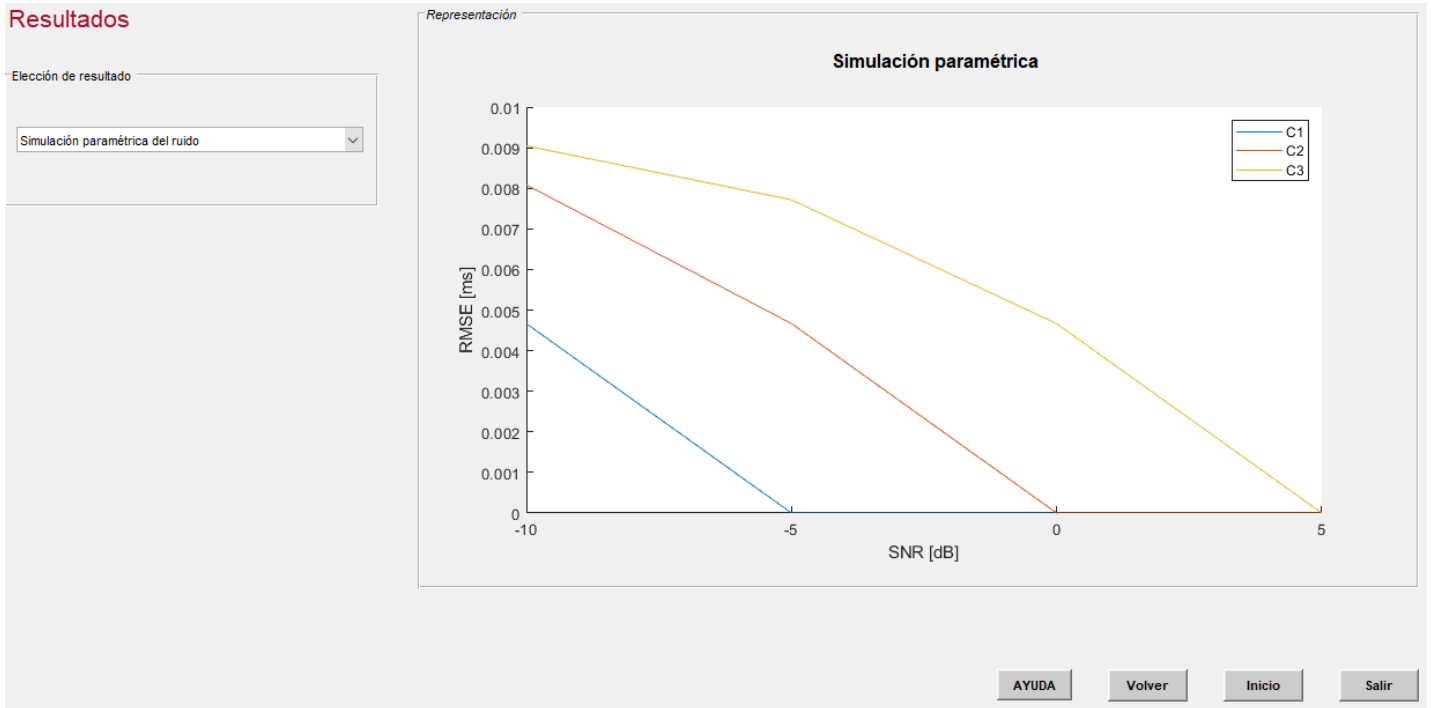 Resultados
Elección de resultado
Simulación paramétrica del ruido
Representación
Simulación paramétrica
0.01
0.009
0.008
0.007
0.006
0.005
0.004
0.003
0.002
0.001
0
RMSE [ms]
-10
-5
0
5
SNR [dB]
C1
C2
C3
AYUDA
Volver
Inicio
Salir